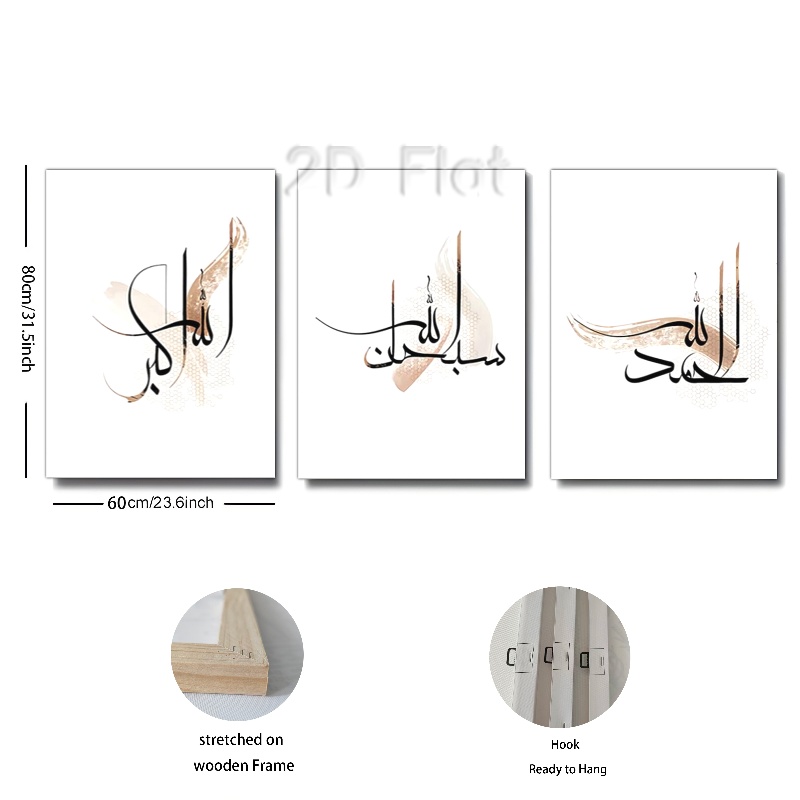 2D Flat
الله أكبر
سبحان الله
الحمد لله
80cm/31.5inch
60cm/23.6inch
stretched on
wooden Frame
Hook
Ready to Hang